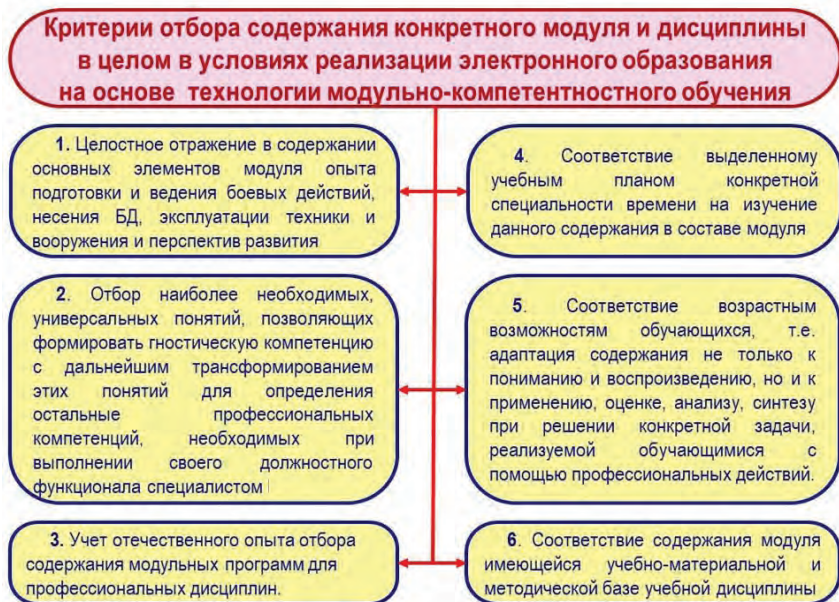 Критерии отбора содержания конкретного модуля и дисциплины
в целом в условиях реализации электронного образования
на основе технологии модульно-компетентностного обучения
1. Целостное отражение в содержании
основных элементов модуля опыта
подготовки и ведения боевых действий,
несения БД, эксплуатации техники и
вооружения и перспектив развития
2. Отбор наиболее необходимых,
универсальных понятий, позволяющих
формировать гностическую компетенцию
с дальнейшим трансформированием
этих понятий для определения
остальные профессиональных
компетенций, необходимых при
выполнении своего должностного
функционала специалистом
3. Учет отечественного опыта отбора
содержания модульных программ для
профессиональных дисциплин.
4. Соответствие выделенному
учебным планом конкретной
специальности времени на изучение
данного содержания в составе модуля
5. Соответствие возрастным
возможностям обучающихся, т.е.
адаптация содержания не только к
пониманию и воспроизведению, но и к
применению, оценке, анализу, синтезу
при решении конкретной задачи,
реализуемой обучающимися с
помощью профессиональных действий.
6. Соответствие содержания модуля
имеющейся учебно-материальной и
методической базе учебной дисциплины